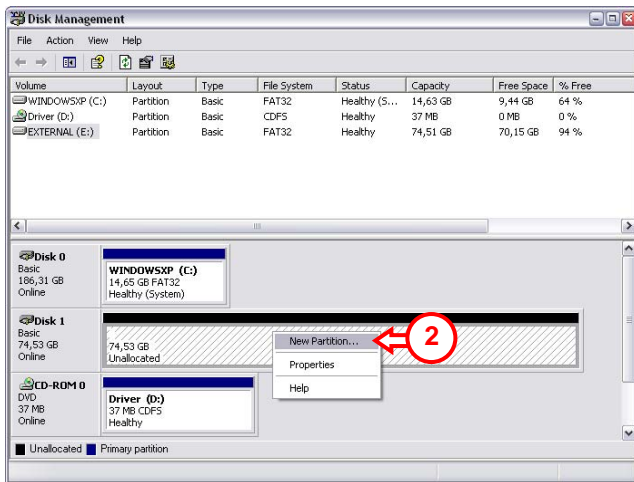 Disk Management
File Action View Help
Volume Layout Type File System Status Capacity Free Space % Free
WINDOWSXP (C:) Partition Basic FAT32 Healthy (S... 14,63 GB 9,44 GB 64 %
Driver (D:) Partition Basic CDFS Healthy 37 MB 0 MB 0 %
EXTERNAL (E:) Partition Basic FAT32 Healthy 74,51 GB 70,15 GB 94 %
Disk 0
Basic
186,31 GB
Online
WINDOWSXP (C:)
14,65 GB FAT32
Healthy (System)
Disk 1
Basic
74,53 GB
Online
74,53 GB
Unallocated
New Partition...
Properties
Help
2
CD-ROM 0
DVD
37 MB
Online
Driver (D:)
37 MB CDFS
Healthy
Unallocated Primary partition